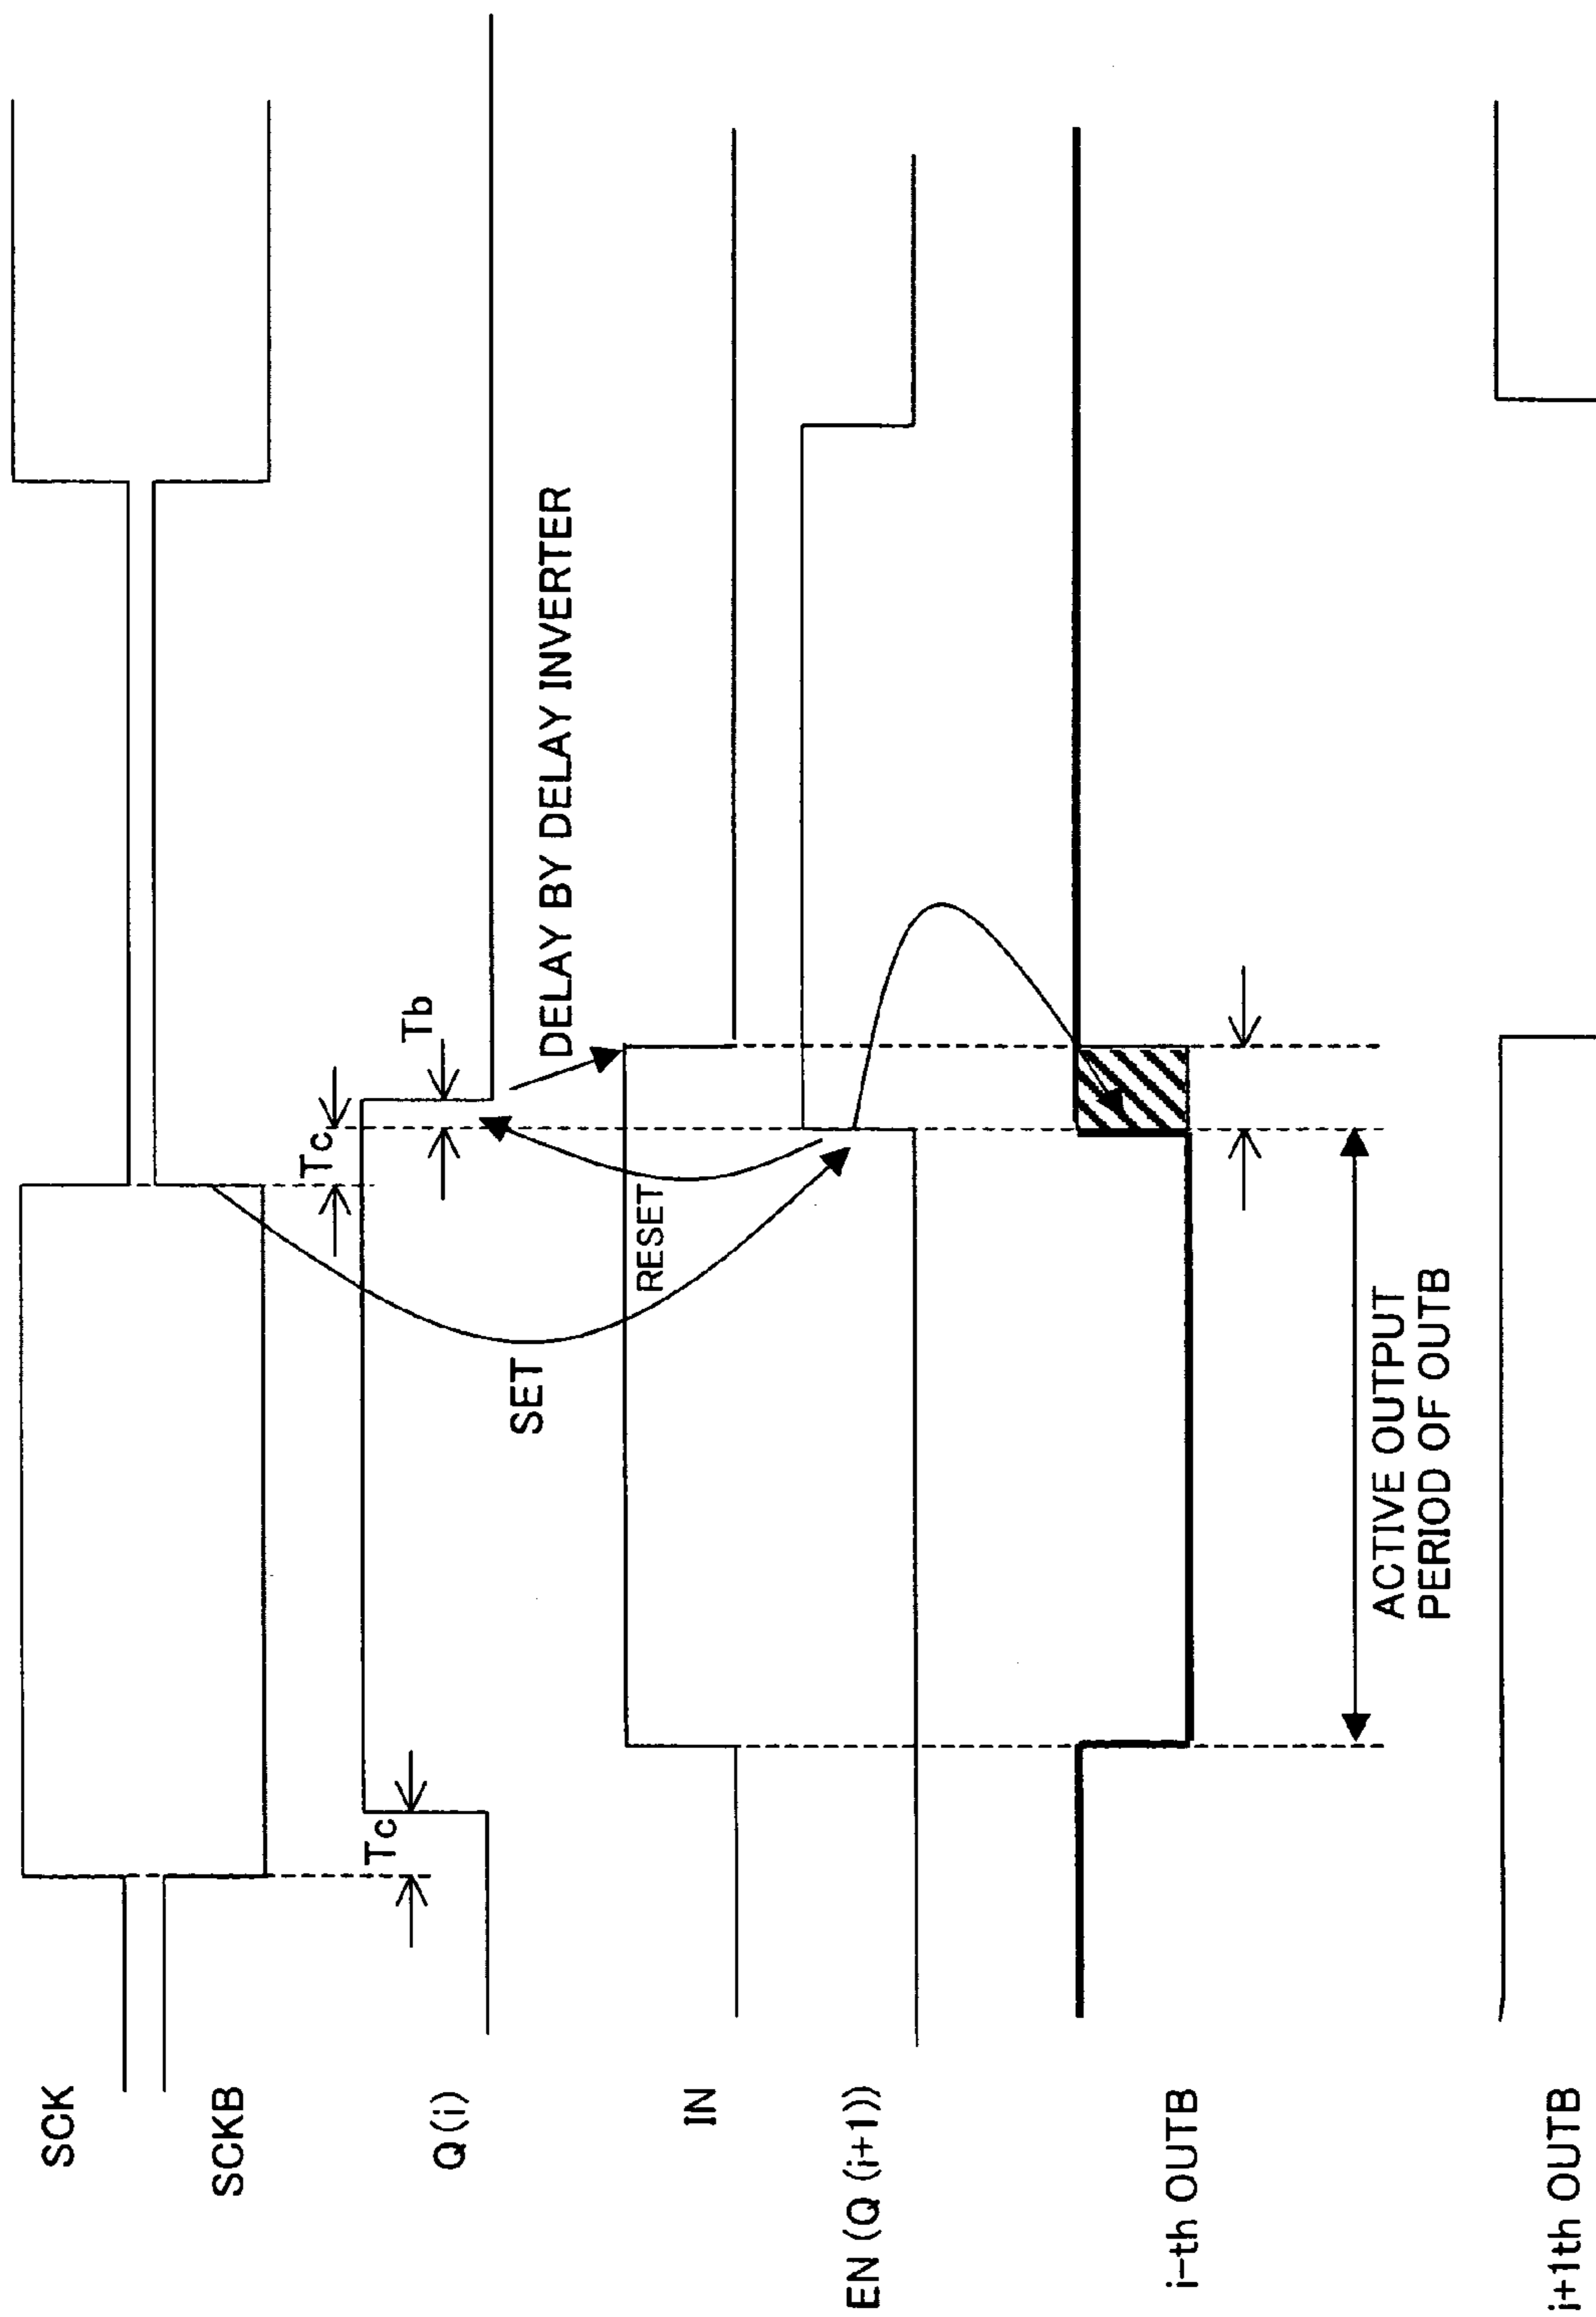 SCK
SCKB
Tc
Tc
Q(i)
Tb
SET
DELAY BY DELAY INVERTER
IN
RESET
EN (Q (i+1))
i-th OUTB
ACTIVE OUTPUT
PERIOD OF OUTB
i+1th OUTB